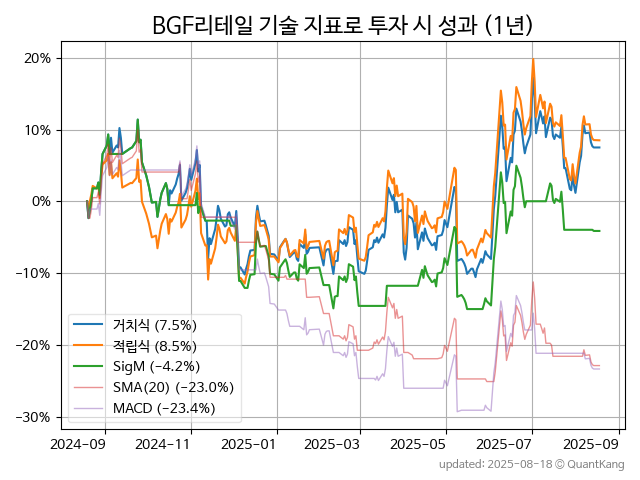 BGF리테일 기술 지표로 투자 시 성과 (1년)
20%
10%
0%
−10%
−20%
−30%
거치식 (7.5%)
적립식 (8.5%)
SigM (−4.2%)
SMA(20) (−23.0%)
MACD (−23.4%)
2024-09 2024-11 2025-01 2025-03 2025-05 2025-07 2025-09
updated: 2025-08-18 © QuantKang